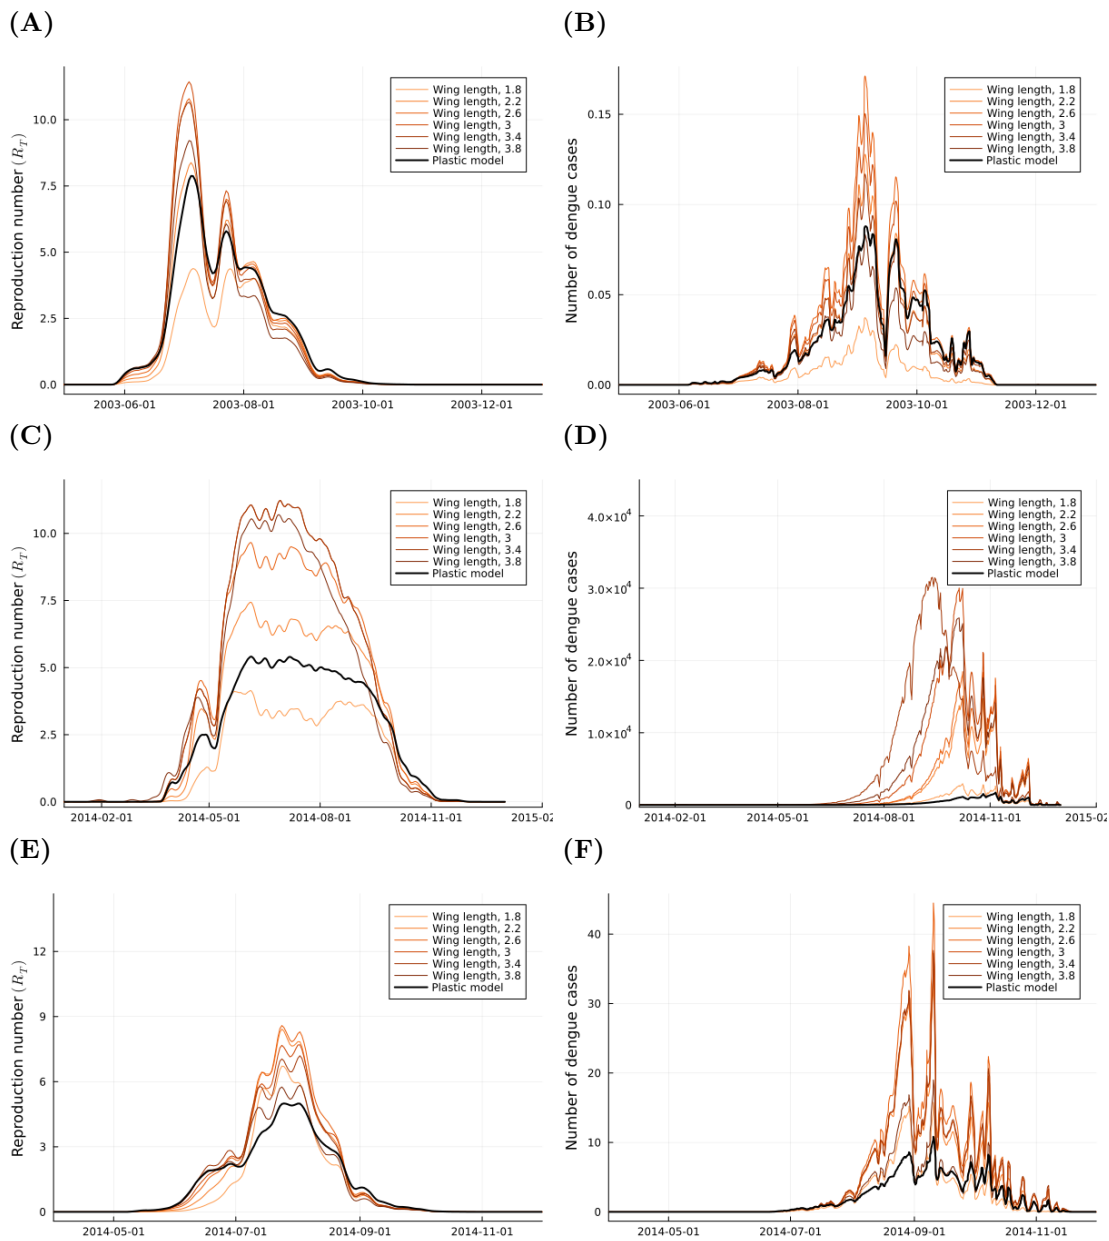 (A)
(B)
Reproduction number (R_T)
10.0
7.5
5.0
2.5
0.0
2003-06-01
2003-08-01
2003-10-01
2003-12-01
Wing length, 1.8
Wing length, 2.2
Wing length, 2.6
Wing length, 3
Wing length, 3.4
Wing length, 3.8
Plastic model
Number of dengue cases
0.15
0.10
0.05
0.00
2003-06-01
2003-08-01
2003-10-01
2003-12-01
Wing length, 1.8
Wing length, 2.2
Wing length, 2.6
Wing length, 3
Wing length, 3.4
Wing length, 3.8
Plastic model
(C)
(D)
Reproduction number (R_T)
10.0
7.5
5.0
2.5
0.0
2014-02-01
2014-05-01
2014-08-01
2014-11-01
2015-02
Wing length, 1.8
Wing length, 2.2
Wing length, 2.6
Wing length, 3
Wing length, 3.4
Wing length, 3.8
Plastic model
Number of dengue cases
4.0×10⁴
3.0×10⁴
2.0×10⁴
1.0×10⁴
0
2014-02-01
2014-05-01
2014-08-01
2014-11-01
2015-02
Wing length, 1.8
Wing length, 2.2
Wing length, 2.6
Wing length, 3
Wing length, 3.4
Wing length, 3.8
Plastic model
(E)
(F)
Reproduction number (R_T)
12
9
6
3
0
2014-05-01
2014-07-01
2014-09-01
2014-11-01
Wing length, 1.8
Wing length, 2.2
Wing length, 2.6
Wing length, 3
Wing length, 3.4
Wing length, 3.8
Plastic model
Number of dengue cases
40
30
20
10
0
2014-05-01
2014-07-01
2014-09-01
2014-11-01
Wing length, 1.8
Wing length, 2.2
Wing length, 2.6
Wing length, 3
Wing length, 3.4
Wing length, 3.8
Plastic model